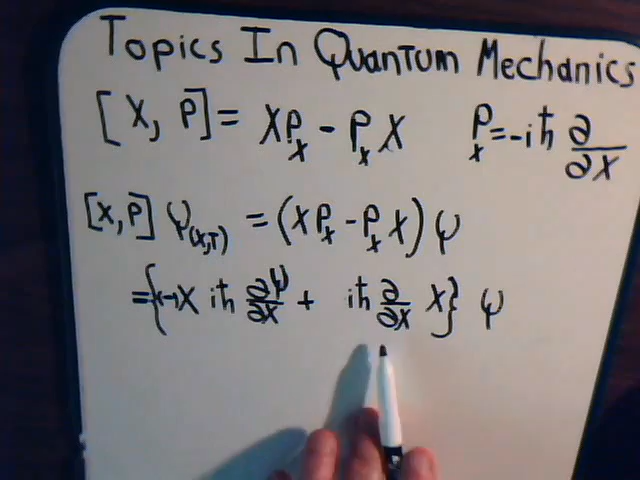 Topics In Quantum Mechanics
[X, P] = XPₓ - PₓX    Pₓ = -iħ ∂/∂X
[X, P] Ψ(X,T) = (XPₓ - PₓX) Ψ
= {-X iħ ∂Ψ/∂X + iħ ∂/∂X X} Ψ